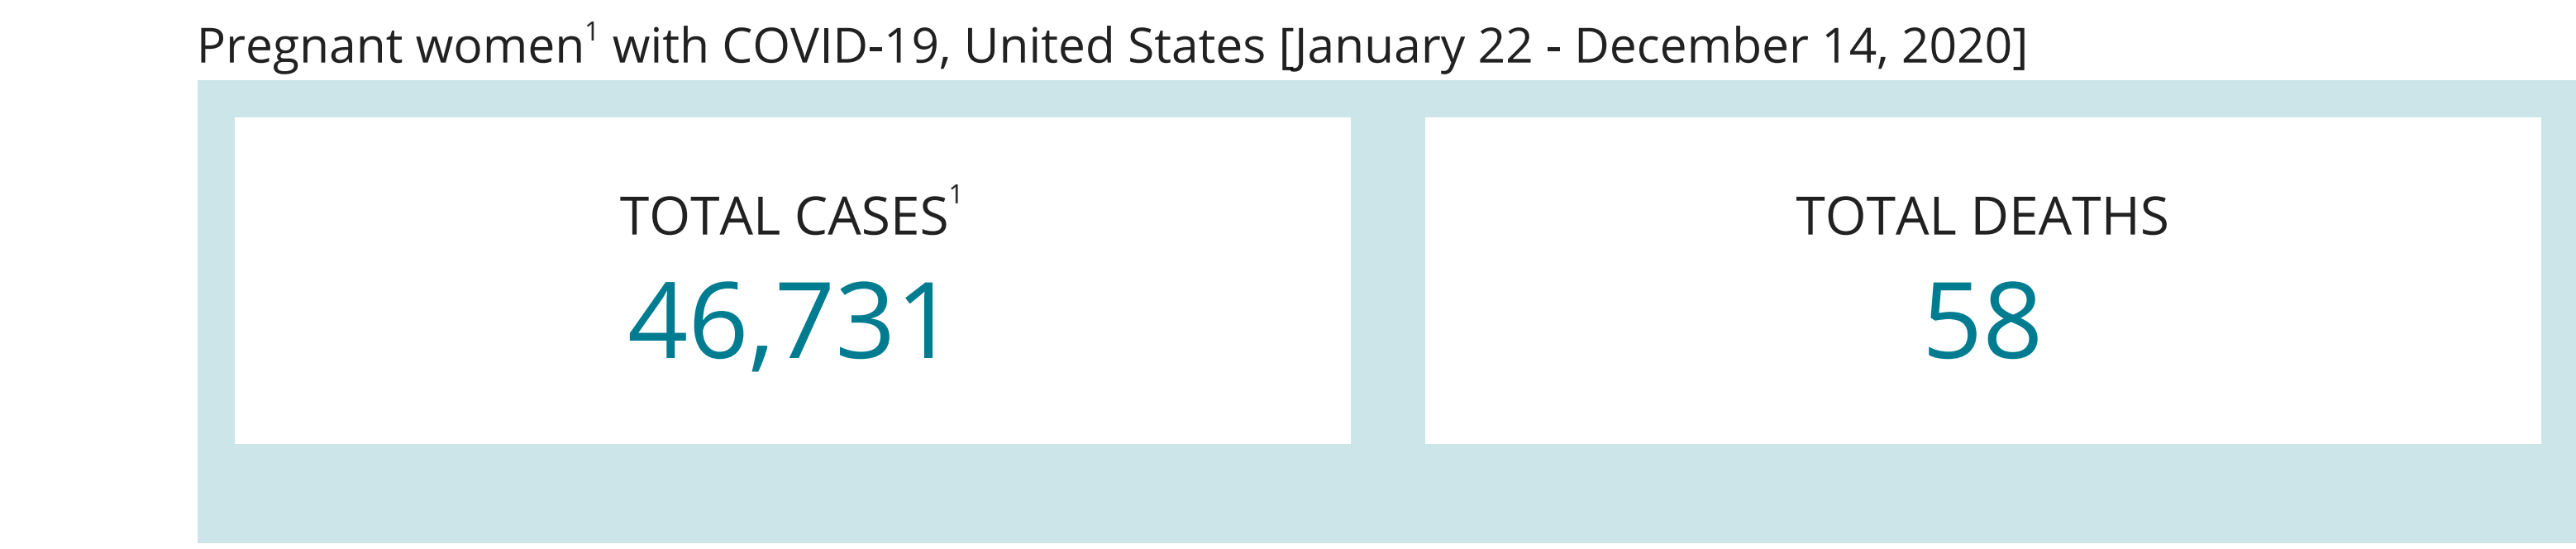 Pregnant women¹ with COVID-19, United States [January 22 - December 14, 2020]
TOTAL CASES¹
46,731
TOTAL DEATHS
58